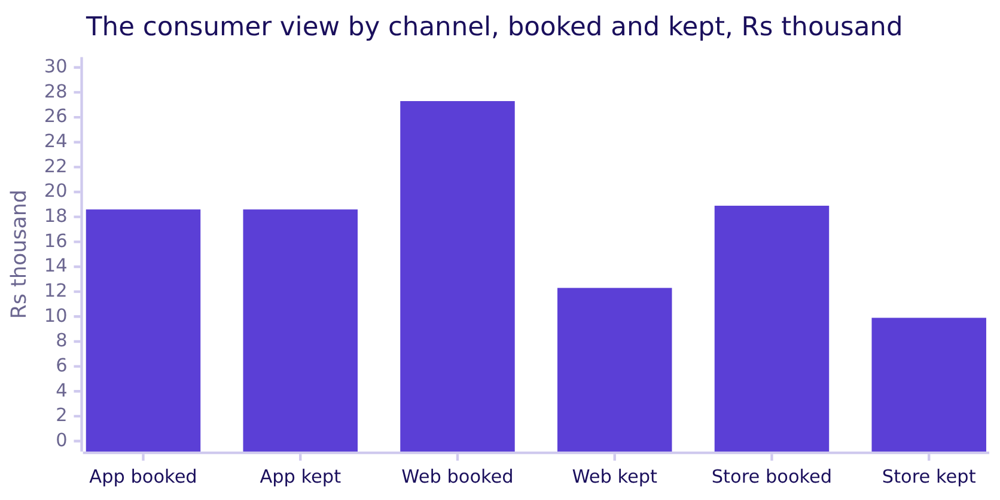 The consumer view by channel, booked and kept, Rs thousand
Rs thousand
30
28
26
24
22
20
18
16
14
12
10
8
6
4
2
0
App booked
App kept
Web booked
Web kept
Store booked
Store kept